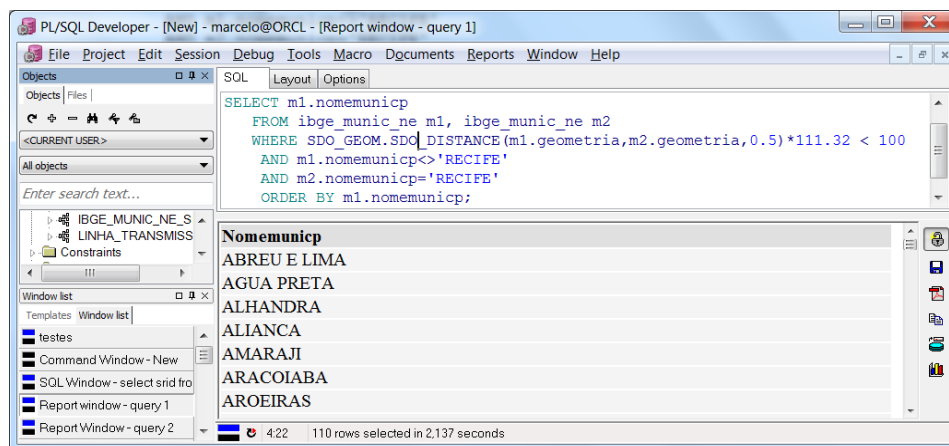 PL/SQL Developer - [New] - marcelo@ORCL - [Report window - query 1]
File Project Edit Session Debug Tools Macro Documents Reports Window Help
Objects
Objects Files
<CURRENT USER>
All objects
Enter search text...
IBGE_MUNIC_NE_S
LINHA_TRANSMISS
Constraints
Window list
Templates Window list
testes
Command Window - New
SQL Window - select srid fro
Report window - query 1
Report Window - query 2
SQL Layout Options
SELECT m1.nomemunicp
FROM ibge_munic_ne m1, ibge_munic_ne m2
WHERE SDO_GEOM.SDO_DISTANCE(m1.geometria,m2.geometria,0.5)*111.32 < 100
AND m1.nomemunicp<>'RECIFE'
AND m2.nomemunicp='RECIFE'
ORDER BY m1.nomemunicp;
Nomemunicp
ABREU E LIMA
AGUA PRETA
ALHANDRA
ALIANCA
AMARAJI
ARACOIABA
AROEIRAS
4:22 110 rows selected in 2,137 seconds